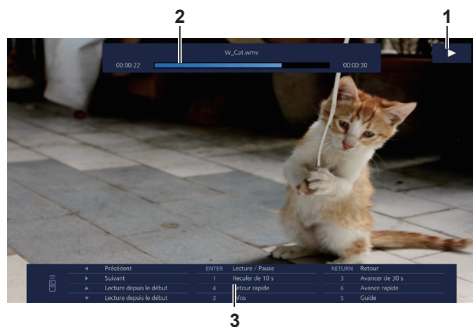 2
1
W_Cat.wmv
00:00:22
00:00:30
Précédent ENTER Lecture / Pause RETURN Retour
Suivant 1 Reculer de 10 s 3 Avancer de 30 s
Lecture depuis le début 4 Retour rapide 6 Avance rapide
Lecture depuis le début 2 Infos 5 Guide
3